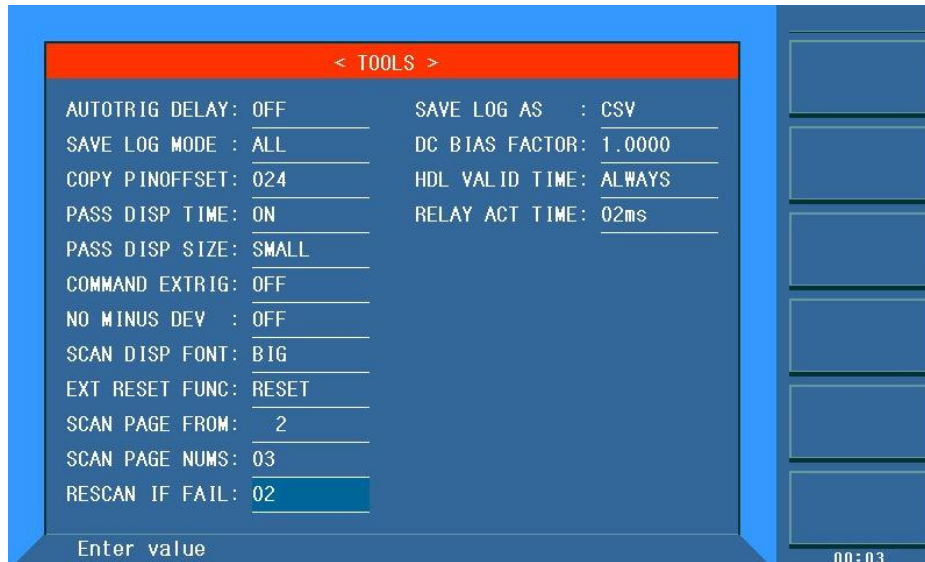 < TOOLS >
AUTOTRIG DELAY: OFF
SAVE LOG MODE : ALL
COPY PINOFFSET: 024
PASS DISP TIME: ON
PASS DISP SIZE: SMALL
COMMAND EXTRIG: OFF
NO MINUS DEV : OFF
SCAN DISP FONT: BIG
EXT RESET FUNC: RESET
SCAN PAGE FROM: 2
SCAN PAGE NUMS: 03
RESCAN IF FAIL: 02
SAVE LOG AS : CSV
DC BIAS FACTOR: 1.0000
HDL VALID TIME: ALWAYS
RELAY ACT TIME: 02ms
Enter value
00:03